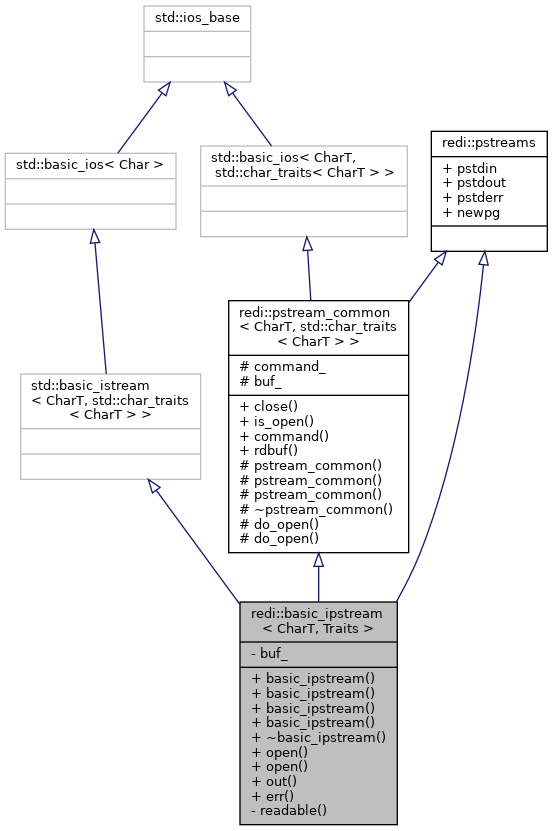 std::ios_base
std::basic_ios< Char >
std::basic_ios< CharT,
std::char_traits< CharT > >
redi::pstreams
+ pstdin
+ pstdout
+ pstderr
+ newpg
redi::pstream_common
< CharT, std::char_traits
< CharT > >
# command_
# buf_
+ close()
+ is_open()
+ command()
+ rdbuf()
# pstream_common()
# pstream_common()
# pstream_common()
# ~pstream_common()
# do_open()
# do_open()
std::basic_istream
< CharT, std::char_traits
< CharT > >
redi::basic_ipstream
< CharT, Traits >
- buf_
+ basic_ipstream()
+ basic_ipstream()
+ basic_ipstream()
+ basic_ipstream()
+ ~basic_ipstream()
+ open()
+ open()
+ out()
+ err()
- readable()